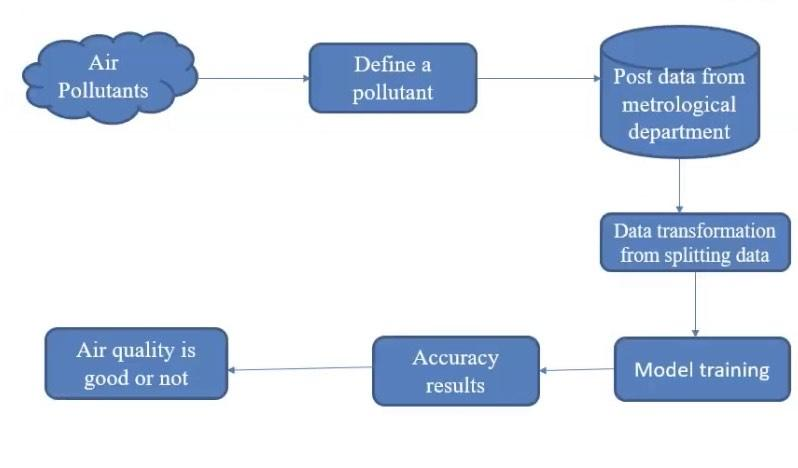 Air
Pollutants
Define a
pollutant
Post data from
metrological
department
Data transformation
from splitting data
Model training
Accuracy
results
Air quality is
good or not